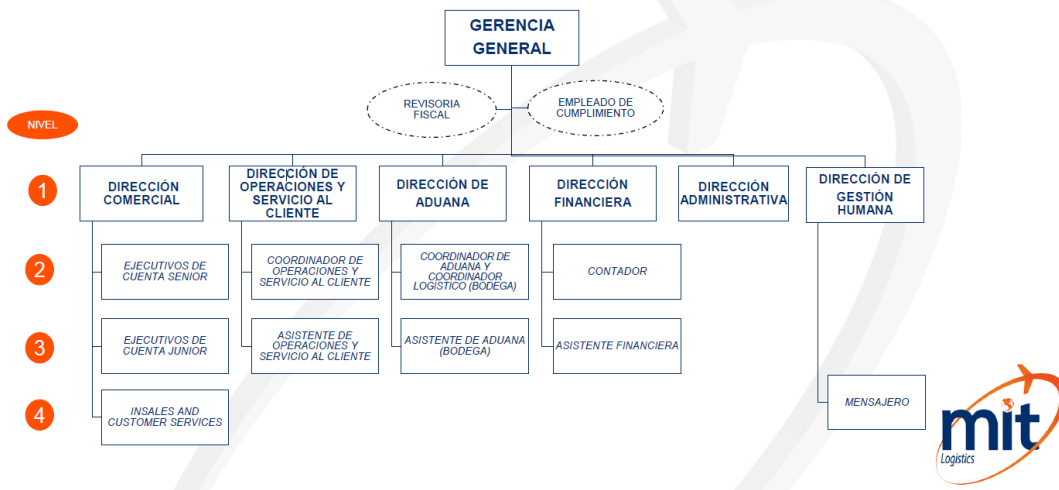 GERENCIA
GENERAL
REVISORIA
FISCAL
EMPLEADO DE
CUMPLIMIENTO
NIVEL
1
DIRECCIÓN
COMERCIAL
DIRECCIÓN DE
OPERACIONES Y
SERVICIO AL
CLIENTE
DIRECCIÓN DE
ADUANA
DIRECCIÓN
FINANCIERA
DIRECCIÓN
ADMINISTRATIVA
DIRECCIÓN DE
GESTIÓN
HUMANA
2
EJECUTIVOS DE
CUENTA SENIOR
COORDINADOR DE
OPERACIONES Y
SERVICIO AL CLIENTE
COORDINADOR DE
ADUANA Y
COORDINADOR
LOGISTICO (BODEGA)
CONTADOR
3
EJECUTIVOS DE
CUENTA JUNIOR
ASISTENTE DE
OPERACIONES Y
SERVICIO AL CLIENTE
ASISTENTE DE ADUANA
(BODEGA)
ASISTENTE FINANCIERA
4
INSALES AND
CUSTOMER SERVICES
MENSAJERO
mit
Logistics